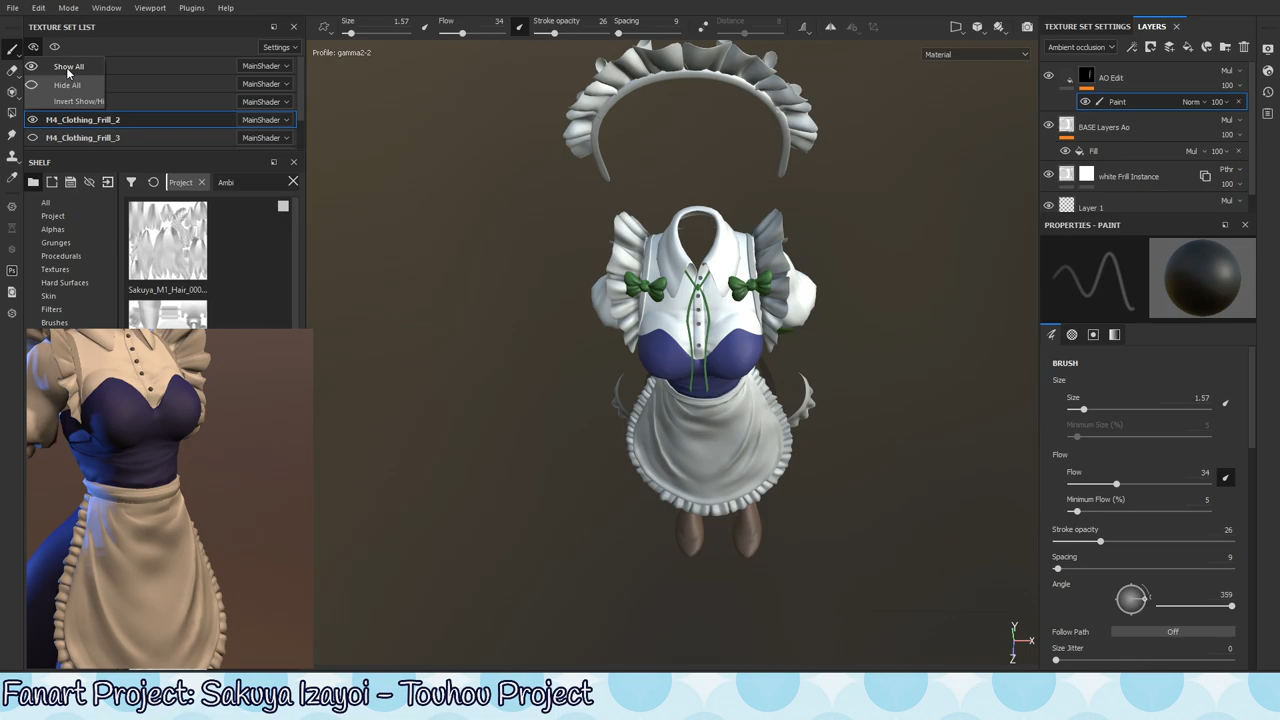 File Edit Mode Window Viewport Plugins Help
TEXTURE SET LIST
Settings
Show All MainShader
Hide All MainShader
Invert Show/Hi MainShader
M4_Clothing_Frill_2 MainShader
M4_Clothing_Frill_3 MainShader
SHELF
Project Ambi
All
Project
Alphas
Grunges
Procedurals
Textures
Hard Surfaces
Skin
Filters
Brushes
Sakuya_M1_Hair_000...
Size 1.57 Flow 34 Stroke opacity 26 Spacing 9 Distance 8
Profile: gamma2-2
Material
Y
X
Z
TEXTURE SET SETTINGS LAYERS
Ambient occlusion
AO Edit Mul 100
Paint Norm 100
BASE Layers Ao Mul 100
Fill Mul 100
white Frill Instance Pthr 100
Layer 1 Mul
PROPERTIES - PAINT
BRUSH
Size
Size 1.57
Minimum Size (%) 5
Flow
Flow 34
Minimum Flow (%) 5
Stroke opacity 26
Spacing 9
Angle
359
Follow Path Off
Size Jitter 0
Fanart Project: Sakuya Izayoi - Touhou Project